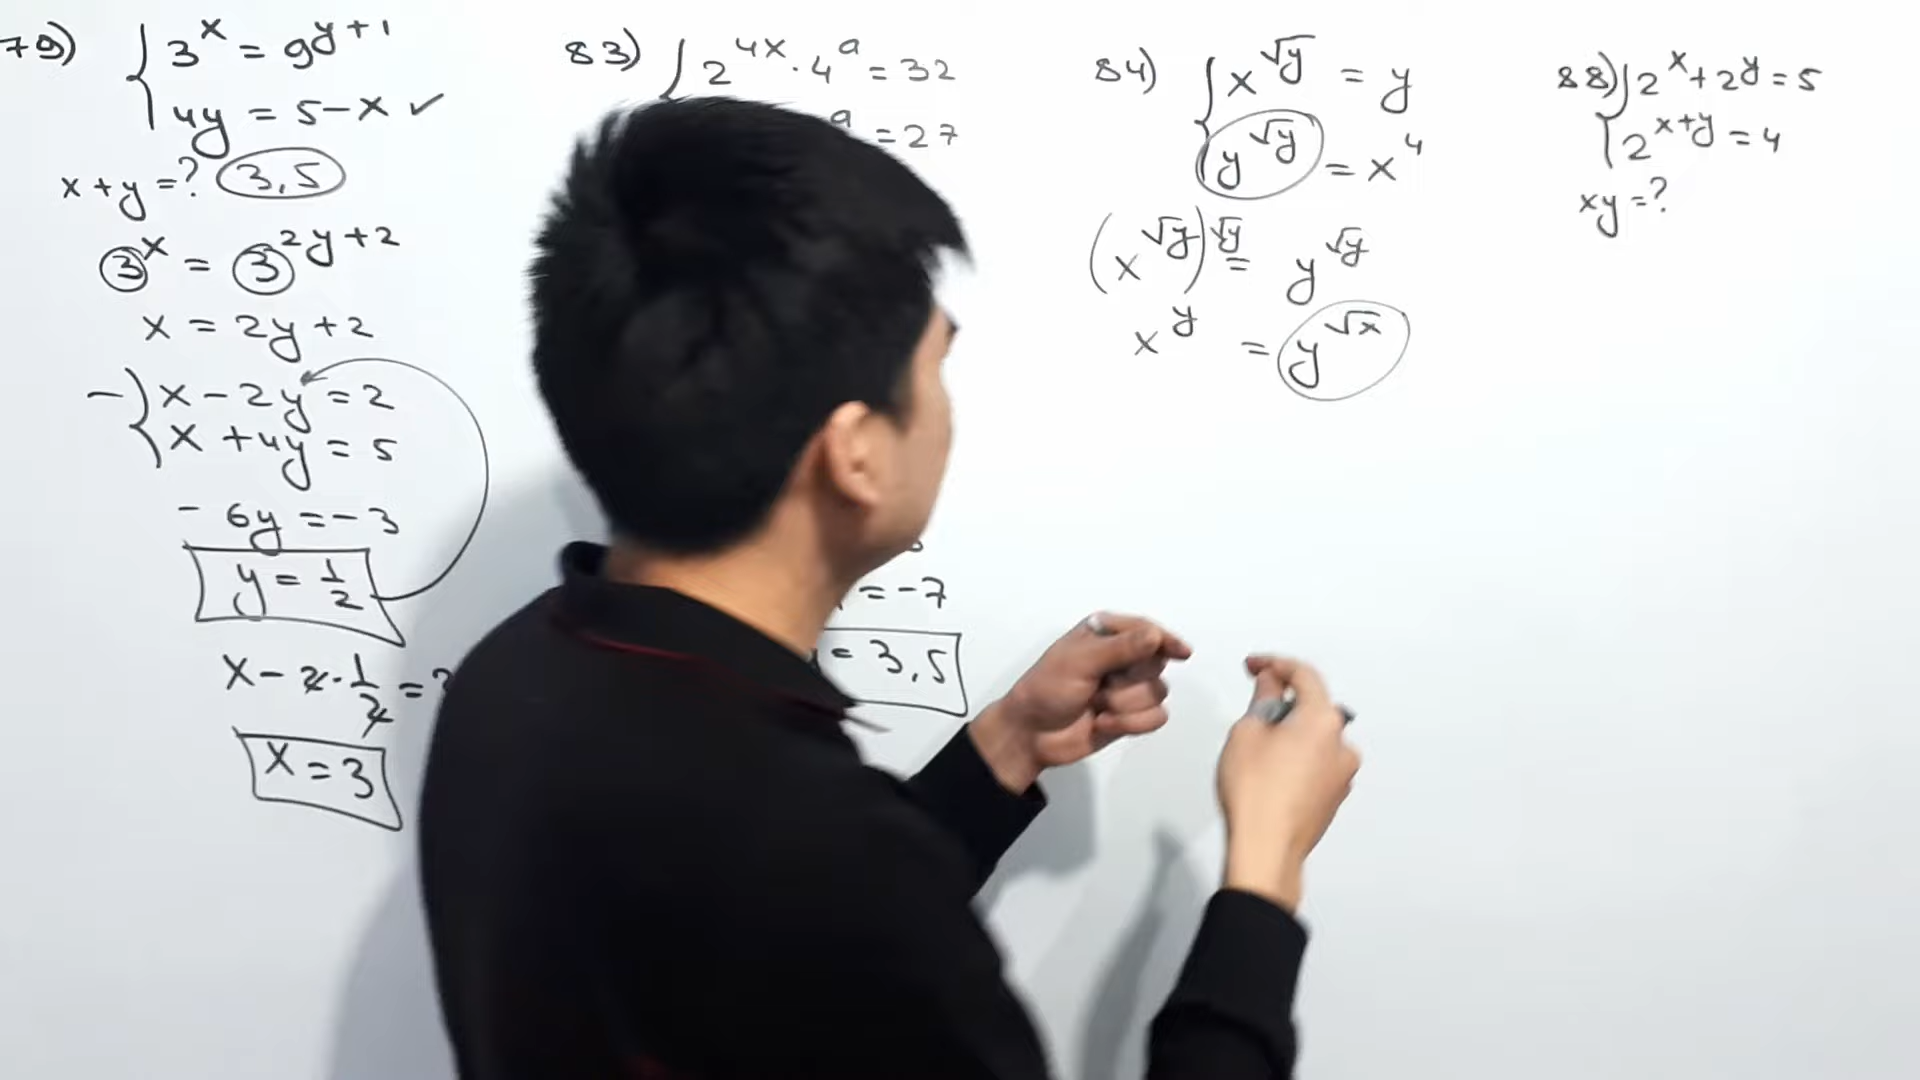 79) { 3^x = 9^{y+1}
4y = 5 - x ✓
x + y = ? 3,5
3^x = 3^{2y+2}
x = 2y + 2
- { x - 2y = 2
x + 4y = 5
- 6y = - 3
y = 1/2
x - 2 · 1/2 =
x = 3
83) { 2^{4x} · 4^a = 32
^a = 27
= -7
= 3,5
84) { x^{√y} = y
y^{√y} = x^4
(x^{√y})^{√y} = y^{√y}
x^y = y^{√x}
88) { 2^x + 2^y = 5
2^{x+y} = 4
xy = ?